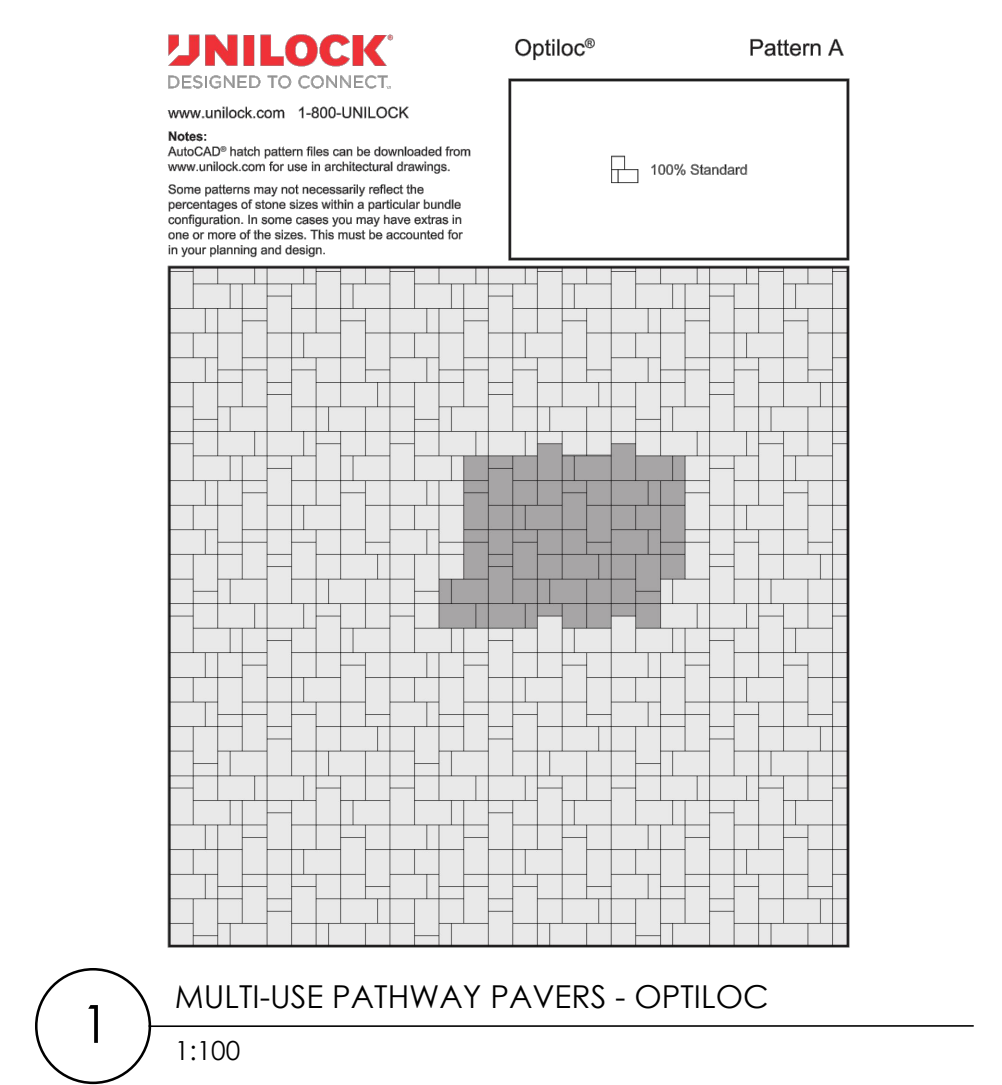 UNILOCK®
DESIGNED TO CONNECT.
www.unilock.com 1-800-UNILOCK
Notes:
AutoCAD® hatch pattern files can be downloaded from
www.unilock.com for use in architectural drawings.
Some patterns may not necessarily reflect the
percentages of stone sizes within a particular bundle
configuration. In some cases you may have extras in
one or more of the sizes. This must be accounted for
in your planning and design.
Optiloc® Pattern A
100% Standard
1
MULTI-USE PATHWAY PAVERS - OPTILOC
1:100